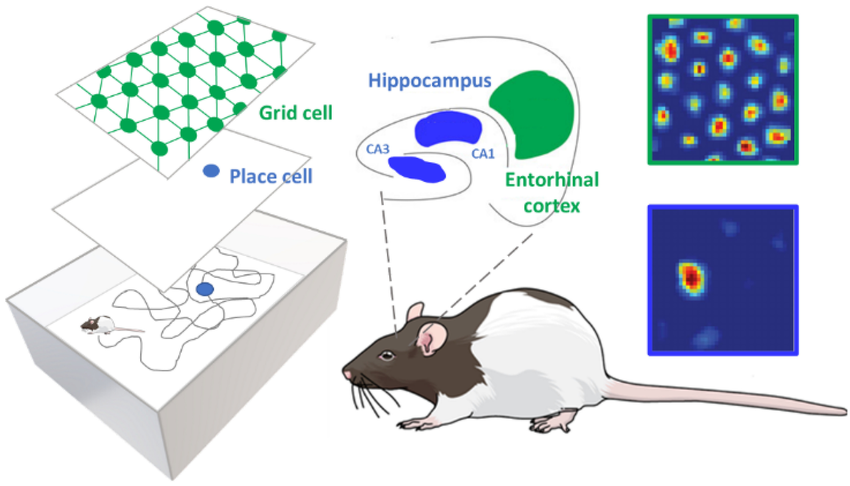 Grid cell
Place cell
Hippocampus
CA3
CA1
Entorhinal
cortex